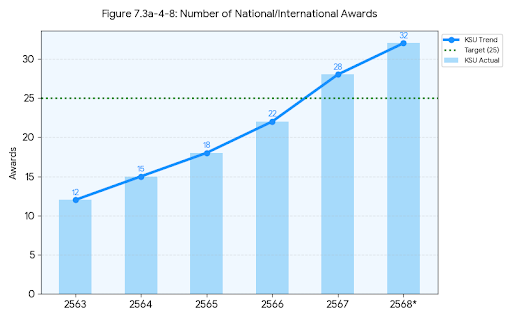 Figure 7.3a-4-8: Number of National/International Awards
KSU Trend
Target (25)
KSU Actual
Awards
30
25
20
15
10
5
0
12
15
18
22
28
32
2563 2564 2565 2566 2567 2568*